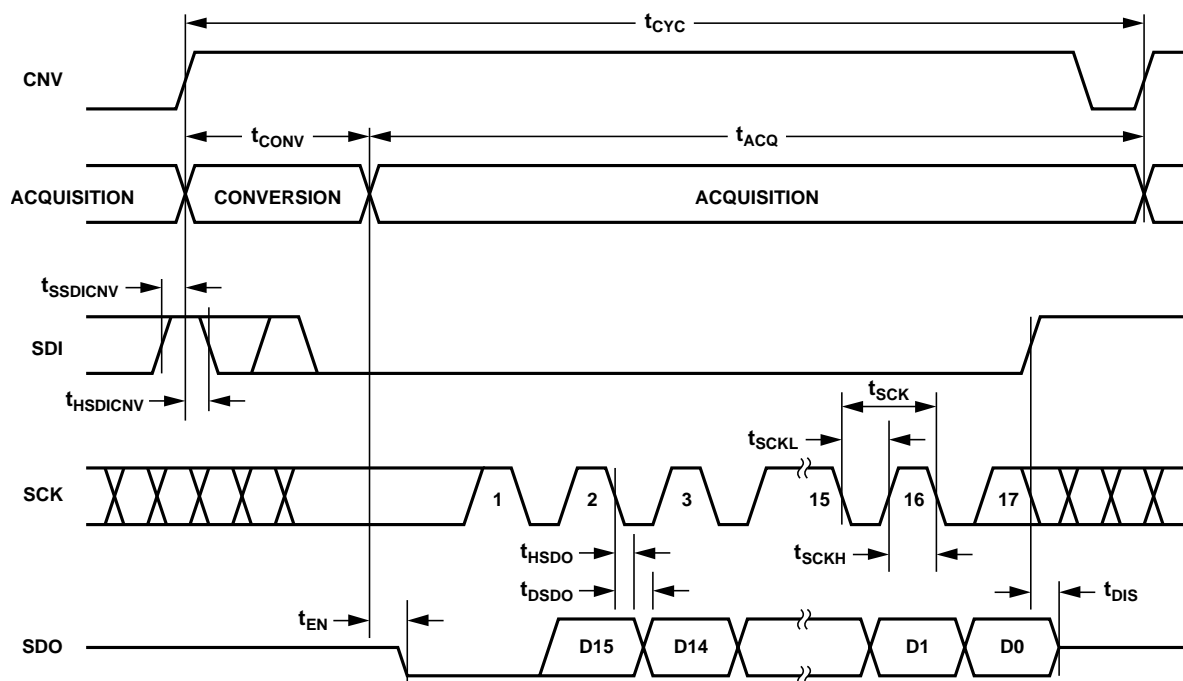 tCYC
CNV
tCONV
tACQ
ACQUISITION
CONVERSION
ACQUISITION
tSSDICNV
SDI
tHSDICNV
tSCK
tSCKL
SCK
1
2
3
15
16
17
tHSDO
tSCKH
tDSDO
tDIS
tEN
SDO
D15
D14
D1
D0